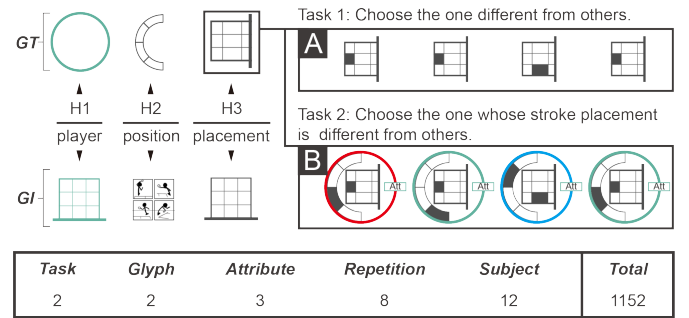 GT
H1
H2
H3
player
position
placement
GI
Task 1: Choose the one different from others.
A
Task 2: Choose the one whose stroke placement
is different from others.
B
Att
Att
Att
Att
Task Glyph Attribute Repetition Subject Total
2 2 3 8 12 1152